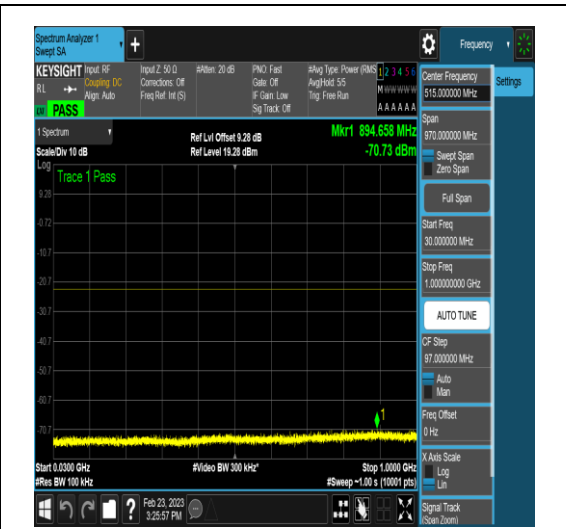 Spectrum Analyzer 1
Swept SA
+
Frequency
KEYSIGHT
RL
PASS
Input: RF
Coupling: DC
Align: Auto
Input Z: 50 Ω
Corrections: Off
Freq Ref: Int (S)
#Atten: 20 dB
PNO: Fast
Gate: Off
IF Gain: Low
Sig Track: Off
#Avg Type: Power (RMS
Avg|Hold: 5/5
Trig: Free Run
1 2 3 4 5 6
M W W W W W
A A A A A A
1 Spectrum
Scale/Div 10 dB
Ref Lvl Offset 9.28 dB
Ref Level 19.28 dBm
Mkr1 894.658 MHz
-70.73 dBm
Log
Trace 1 Pass
9.28
-0.72
-10.7
-20.7
-30.7
-40.7
-50.7
-60.7
-70.7
1
Start 0.0300 GHz
#Res BW 100 kHz
#Video BW 300 kHz*
Stop 1.0000 GHz
#Sweep ~1.00 s (10001 pts)
Center Frequency
515.000000 MHz
Settings
Span
970.000000 MHz
Swept Span
Zero Span
Full Span
Start Freq
30.000000 MHz
Stop Freq
1.000000000 GHz
AUTO TUNE
CF Step
97.000000 MHz
Auto
Man
Freq Offset
0 Hz
X Axis Scale
Log
Lin
Signal Track
(Span Zoom)
?
Feb 23, 2023
3:25:57 PM